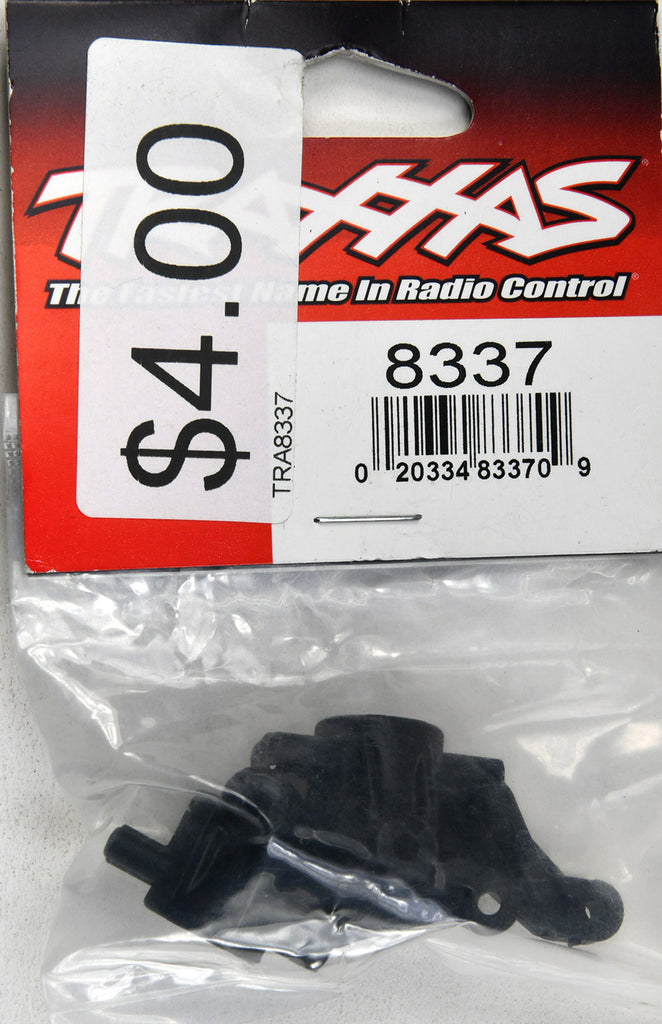 TRAXXAS®
The Fastest Name In Radio Control®
$4.00
TRA8337
8337
0 20334 83370 9